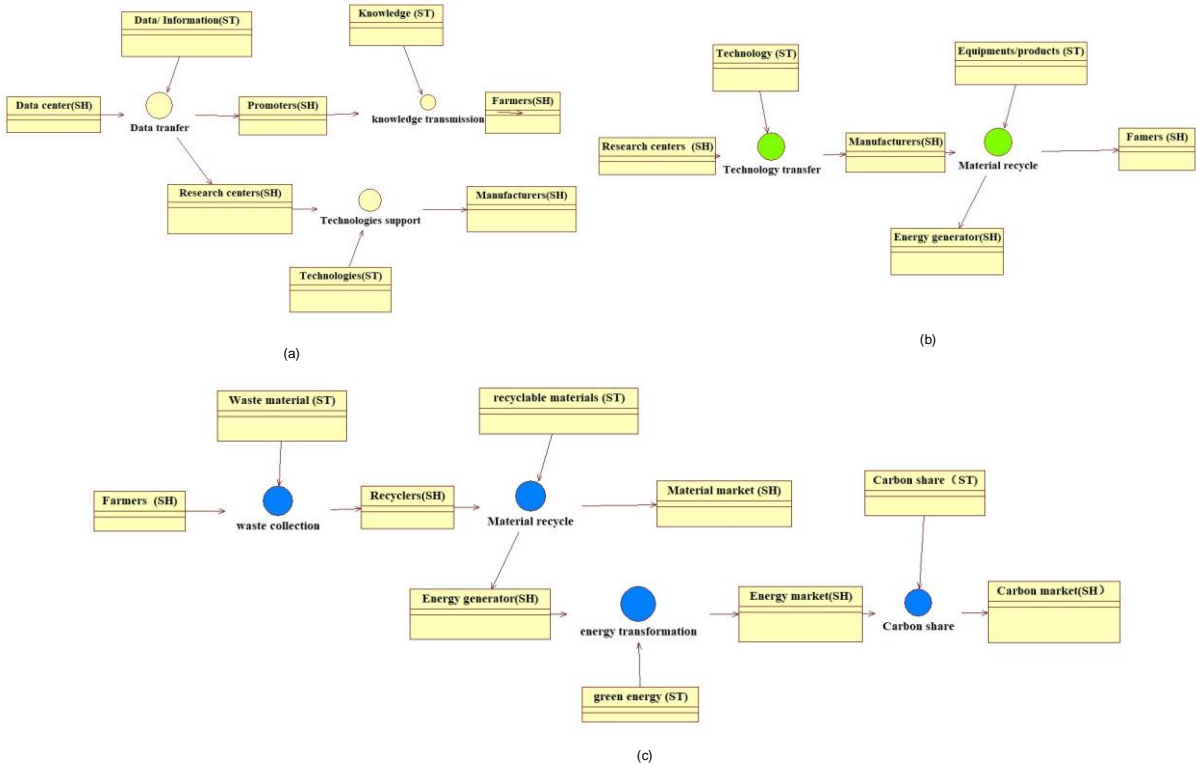 Data/ Information(ST)
Knowledge (ST)
Data center(SH)
Data tranfer
Promoters(SH)
knowledge transmission
Farmers(SH)
Research centers(SH)
Technologies support
Manufacturers(SH)
Technologies(ST)
(a)
Technology (ST)
Equipments/products (ST)
Research centers (SH)
Technology transfer
Manufacturers(SH)
Material recycle
Famers (SH)
Energy generator(SH)
(b)
Waste material (ST)
recyclable materials (ST)
Farmers (SH)
waste collection
Recyclers(SH)
Material recycle
Material market (SH)
Carbon share（ST)
Energy generator(SH)
energy transformation
Energy market(SH)
Carbon share
Carbon market(SH）
green energy (ST)
(c)